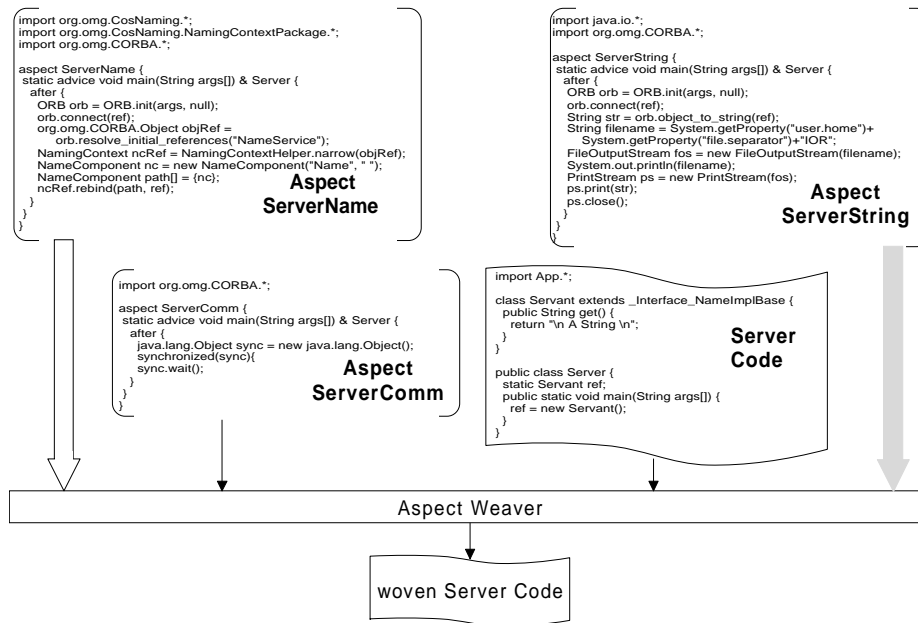 import org.omg.CosNaming.*;
import org.omg.CosNaming.NamingContextPackage.*;
import org.omg.CORBA.*;
aspect ServerName {
static advice void main(String args[]) & Server {
after {
ORB orb = ORB.init(args, null);
orb.connect(ref);
org.omg.CORBA.Object objRef =
orb.resolve_initial_references("NameService");
NamingContext ncRef = NamingContextHelper.narrow(objRef);
NameComponent nc = new NameComponent("Name", " ");
NameComponent path[] = {nc};
ncRef.rebind(path, ref);
}
}
}
Aspect
ServerName
import java.io.*;
import org.omg.CORBA.*;
aspect ServerString {
static advice void main(String args[]) & Server {
after {
ORB orb = ORB.init(args, null);
orb.connect(ref);
String str = orb.object_to_string(ref);
String filename = System.getProperty("user.home")+
System.getProperty("file.separator")+"IOR";
FileOutputStream fos = new FileOutputStream(filename);
System.out.println(filename);
PrintStream ps = new PrintStream(fos);
ps.print(str);
ps.close();
}
}
}
Aspect
ServerString
import org.omg.CORBA.*;
aspect ServerComm {
static advice void main(String args[]) & Server {
after {
java.lang.Object sync = new java.lang.Object();
synchronized(sync){
sync.wait();
}
}
}
Aspect
ServerComm
import App.*;
class Servant extends _Interface_NameImplBase {
public String get() {
return "\n A String \n";
}
}
public class Server {
static Servant ref;
public static void main(String args[]) {
ref = new Servant();
}
}
Server
Code
Aspect Weaver
woven Server Code